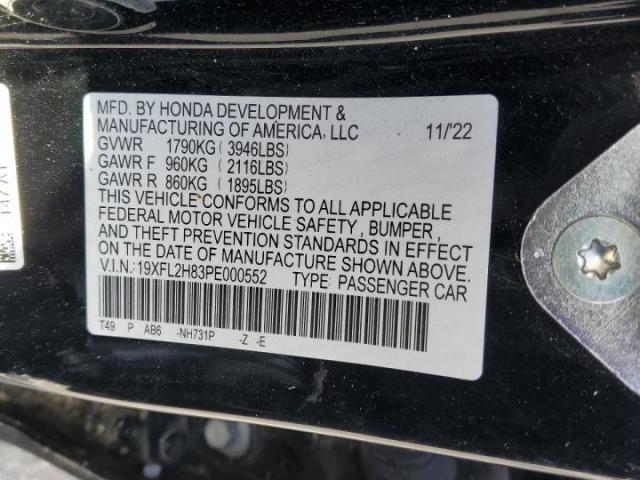 MFD. BY HONDA DEVELOPMENT &
MANUFACTURING OF AMERICA, LLC 11/'22
GVWR 1790KG ( 3946LBS)
GAWR F 960KG ( 2116LBS)
GAWR R 860KG ( 1895LBS)
THIS VEHICLE CONFORMS TO ALL APPLICABLE
FEDERAL MOTOR VEHICLE SAFETY, BUMPER,
AND THEFT PREVENTION STANDARDS IN EFFECT
ON THE DATE OF MANUFACTURE SHOWN ABOVE.
V.I.N.:19XFL2H83PE000552 TYPE: PASSENGER CAR
T49 P AB6 -NH731P -Z -E